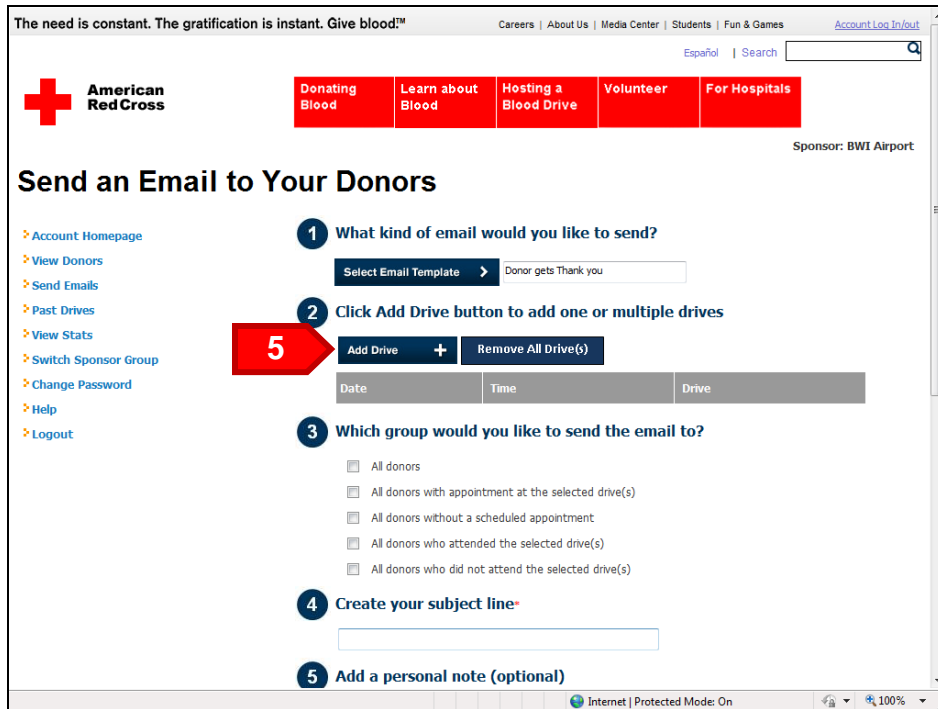 The need is constant. The gratification is instant. Give blood!™
Careers | About Us | Media Center | Students | Fun & Games
Account Log In/out
Español | Search
American
Red Cross
Donating
Blood
Learn about
Blood
Hosting a
Blood Drive
Volunteer
For Hospitals
Sponsor: BWI Airport
Send an Email to Your Donors
Account Homepage
View Donors
Send Emails
Past Drives
View Stats
Switch Sponsor Group
Change Password
Help
Logout
1 What kind of email would you like to send?
Select Email Template Donor gets Thank you
2 Click Add Drive button to add one or multiple drives
5
Add Drive + Remove All Drive(s)
Date Time Drive
3 Which group would you like to send the email to?
All donors
All donors with appointment at the selected drive(s)
All donors without a scheduled appointment
All donors who attended the selected drive(s)
All donors who did not attend the selected drive(s)
4 Create your subject line*
5 Add a personal note (optional)
Internet | Protected Mode: On
100%